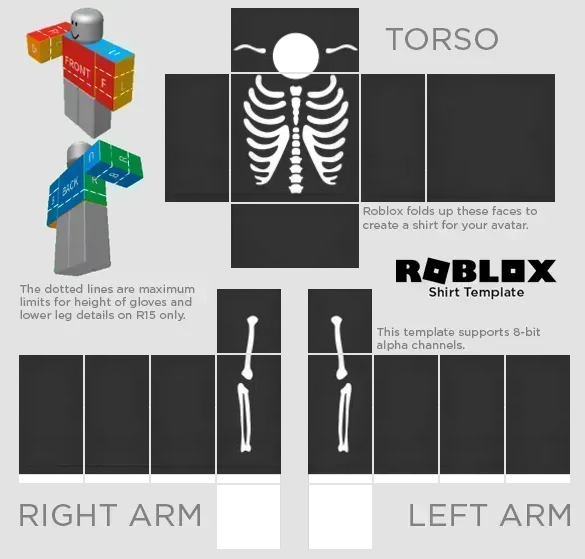 TORSO
FRONT
F
L
R
BACK
Roblox folds up these faces to
create a shirt for your avatar.
ROBLOX
Shirt Template
The dotted lines are maximum
limits for height of gloves and
lower leg details on R15 only.
This template supports 8-bit
alpha channels.
RIGHT ARM
LEFT ARM